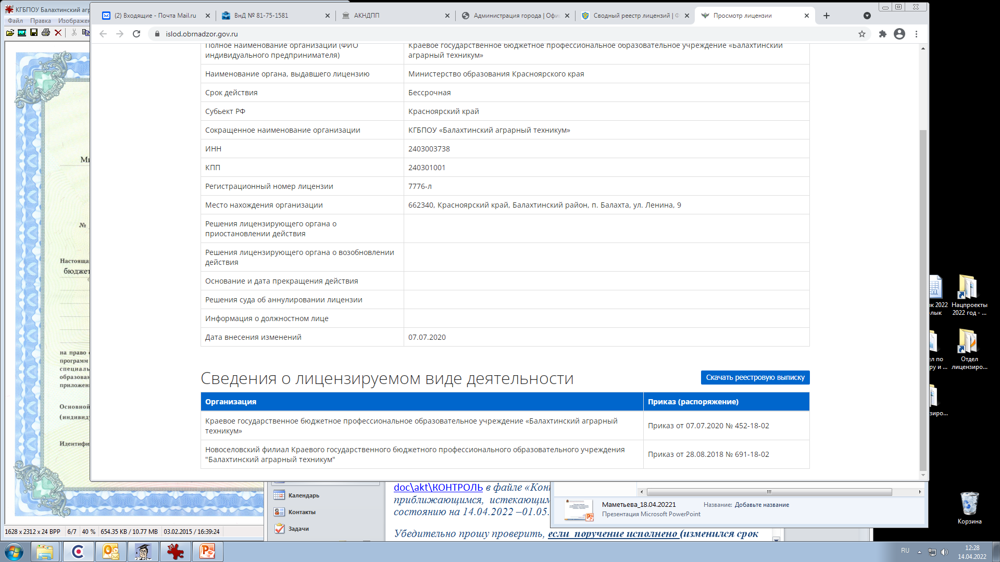 КГБПОУ Балахтинский агр
Файл Правка Изображен
(2) Входящие - Почта Mail.ru
ВнД № 81-75-1581
АКНДПП
Администрация города | Офи
Сводный реестр лицензий | Ф
Просмотр лицензии
islod.obrnadzor.gov.ru
Полное наименование организации (ФИО индивидуального предпринимателя)
Краевое государственное бюджетное профессиональное образовательное учреждение «Балахтинский
аграрный техникум»
Наименование органа, выдавшего лицензию
Министерство образования Красноярского края
Срок действия
Бессрочная
Субьект РФ
Красноярский край
Сокращенное наименование организации
КГБПОУ «Балахтинский аграрный техникум»
ИНН
2403003738
КПП
240301001
Регистрационный номер лицензии
7776-л
Место нахождения организации
662340, Красноярский край, Балахтинский район, п. Балахта, ул. Ленина, 9
Решения лицензирующего органа о
приостановлении действия
Решения лицензирующего органа о возобновлении
действия
Основание и дата прекращения действия
Решения суда об аннулировании лицензии
Информация о должностном лице
Дата внесения изменений
07.07.2020
Сведения о лицензируемом виде деятельности
Скачать реестровую выписку
Организация
Приказ (распоряжение)
Краевое государственное бюджетное профессиональное образовательное учреждение «Балахтинский аграрный
техникум»
Приказ от 07.07.2020 № 452-18-02
Новоселовский филиал Краевого государственного бюджетного профессионального образовательного учреждения
"Балахтинский аграрный техникум"
Приказ от 28.08.2018 № 691-18-02
Ми
№
Настояща
бюджет
на право
программ
специаль
образован
приложен
Основной
(индивиду
Идентифи
1628 x 2312 x 24 BPP 6/7 40 % 654.35 KB / 10.77 MB 03.02.2015 / 16:39:24
Календарь
Контакты
Задачи
doc\akt\КОНТРОЛЬ в файле «Кон
приближающимся, истекающим
состоянию на 14.04.2022 –01.05.
Убедительно прошу проверить, если поручение исполнено (изменился срок
Маметьева_18.04.20221
Название: Добавьте название
Презентация Microsoft PowerPoint
к 2022
лык
Нацпроекты
2022 год - ...
ел по
ру и ...
Отдел
лицензиро...
зиро...
Корзина
RU
12:28
14.04.2022